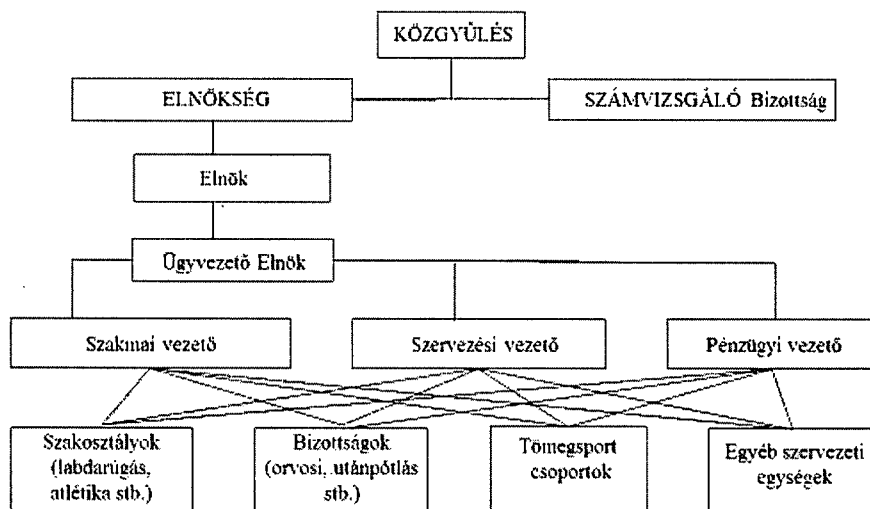 KÖZGYŰLÉS
ELNÖKSÉG
SZÁMVIZSGÁLÓ Bizottság
Elnök
Ügyvezető Elnök
Szakmai vezető
Szervezési vezető
Pénzügyi vezető
Szakosztályok
(labdarúgás,
atlétika stb.)
Bizottságok
(orvosi, utánpótlás
stb.)
Tömegsport
csoportok
Egyéb szervezeti
egységek